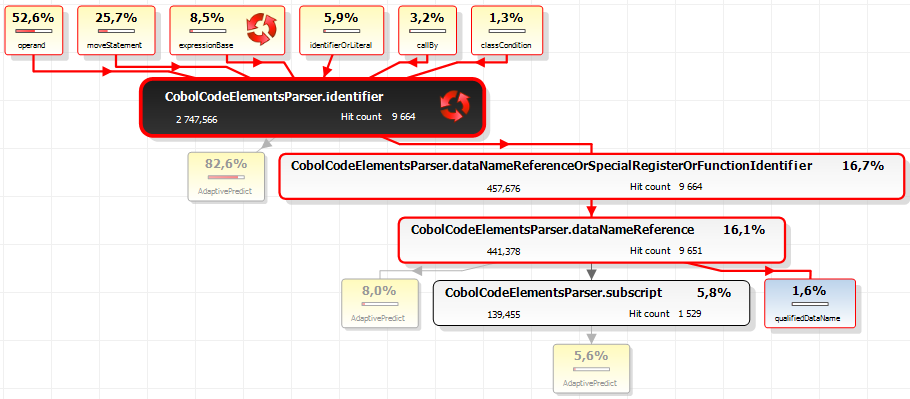 52,6%
operand
25,7%
moveStatement
8,5%
expressionBase
5,9%
identifierOrLiteral
3,2%
callBy
1,3%
classCondition
CobolCodeElementsParser.identifier
2 747,566 Hit count 9 664
82,6%
AdaptivePredict
CobolCodeElementsParser.dataNameReferenceOrSpecialRegisterOrFunctionIdentifier 16,7%
457,676 Hit count 9 664
CobolCodeElementsParser.dataNameReference 16,1%
441,378 Hit count 9 651
8,0%
AdaptivePredict
CobolCodeElementsParser.subscript 5,8%
139,455 Hit count 1 529
1,6%
qualifiedDataName
5,6%
AdaptivePredict